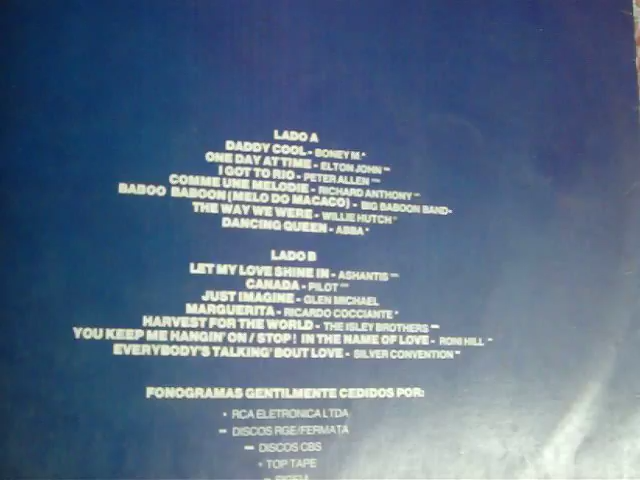 LADO A
DADDY COOL - BONEY M.*
ONE DAY AT TIME - ELTON JOHN
I GOT TO RIO - PETER ALLEN
COMME UNE MELODIE - RICHARD ANTHONY
BABOO BABOON (MELO DO MACACO) - BIG BABOON BAND
THE WAY WE WERE - WILLIE HUTCH
DANCING QUEEN - ABBA*
LADO B
LET MY LOVE SHINE IN - ASHANTIS
CANADA - PILOT
JUST IMAGINE - GLEN MICHAEL
MARGUERITA - RICARDO COCCIANTE*
HARVEST FOR THE WORLD - THE ISLEY BROTHERS
YOU KEEP ME HANGIN' ON / STOP! IN THE NAME OF LOVE - RONI HILL
EVERYBODY'S TALKING' BOUT LOVE - SILVER CONVENTION
FONOGRAMAS GENTILMENTE CEDIDOS POR:
* RCA ELETRONICA LTDA
DISCOS RGE/FERMATA
DISCOS CBS
TOP TAPE